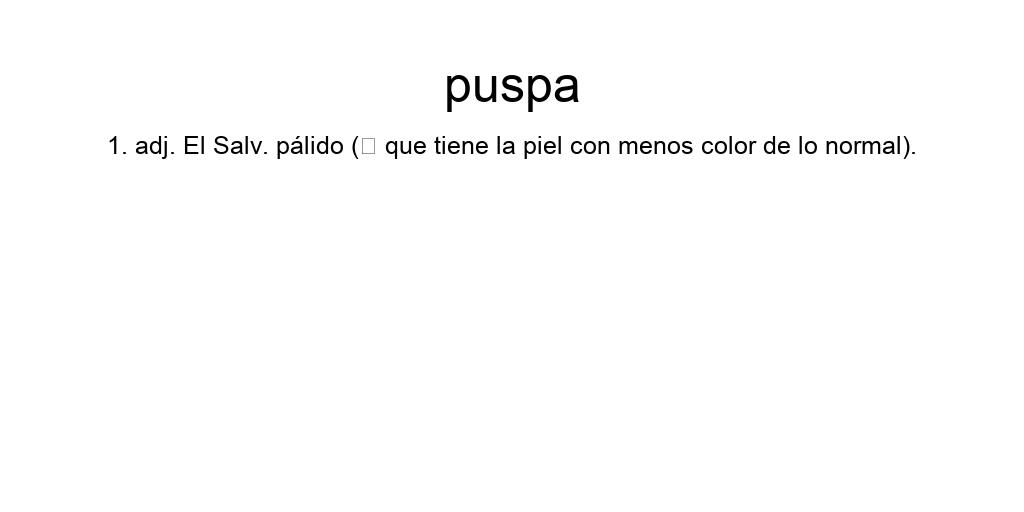 puspa
1. adj. El Salv. pálido (▯ que tiene la piel con menos color de lo normal).